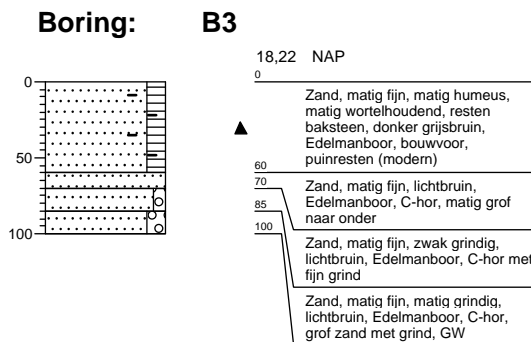 Boring: B3
18,22 NAP
0
0
Zand, matig fijn, matig humeus,
matig wortelhoudend, resten
baksteen, donker grijsbruin,
Edelmanboor, bouwvoor,
puinresten (modern)
50
60
Zand, matig fijn, lichtbruin,
Edelmanboor, C-hor, matig grof
naar onder
70
Zand, matig fijn, zwak grindig,
lichtbruin, Edelmanboor, C-hor met
fijn grind
85
Zand, matig fijn, matig grindig,
lichtbruin, Edelmanboor, C-hor,
grof zand met grind, GW
100
100